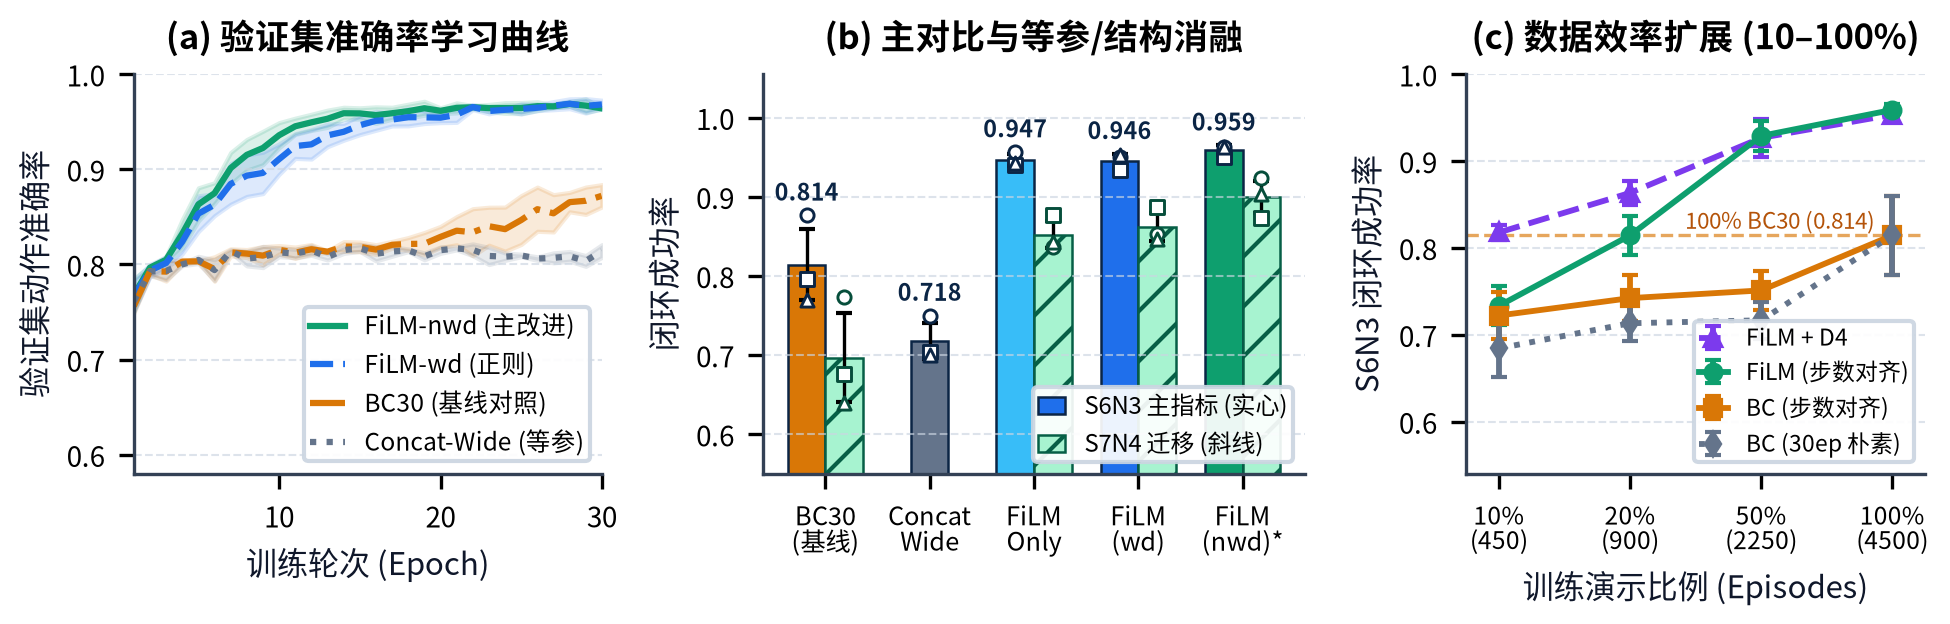 (a) 验证集准确率学习曲线
验证集动作准确率
1.0
0.9
0.8
0.7
0.6
FiLM-nwd (主改进)
FiLM-wd (正则)
BC30 (基线对照)
Concat-Wide (等参)
10
20
30
训练轮次 (Epoch)
(b) 主对比与等参/结构消融
闭环成功率
1.0
0.9
0.8
0.7
0.6
0.814
0.718
0.947
0.946
0.959
S6N3 主指标 (实心)
S7N4 迁移 (斜线)
BC30
(基线)
Concat
Wide
FiLM
Only
FiLM
(wd)
FiLM
(nwd)*
(c) 数据效率扩展 (10–100%)
S6N3 闭环成功率
1.0
0.9
0.8
0.7
0.6
100% BC30 (0.814)
FiLM + D4
FiLM (步数对齐)
BC (步数对齐)
BC (30ep 朴素)
10%
(450)
20%
(900)
50%
(2250)
100%
(4500)
训练演示比例 (Episodes)